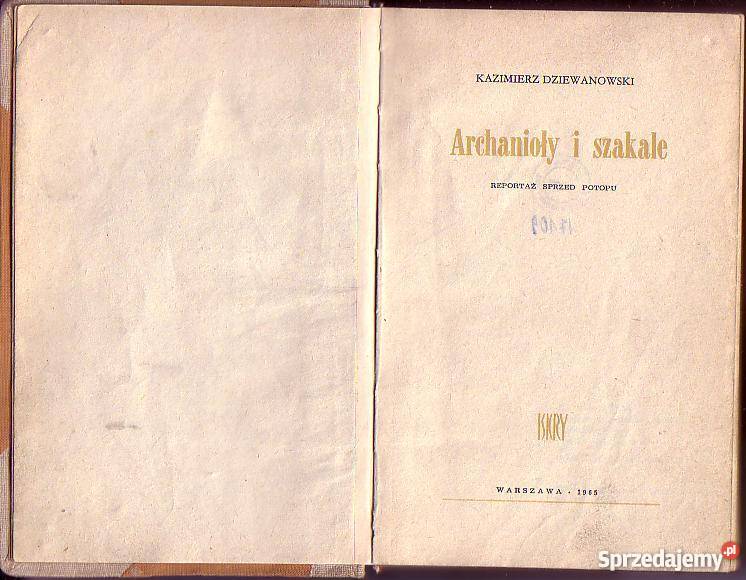 KAZIMIERZ DZIEWANOWSKI
Archanioły i szakale
REPORTAŻ SPRZED POTOPU
ISKRY
WARSZAWA · 1965
Sprzedajemy.pl